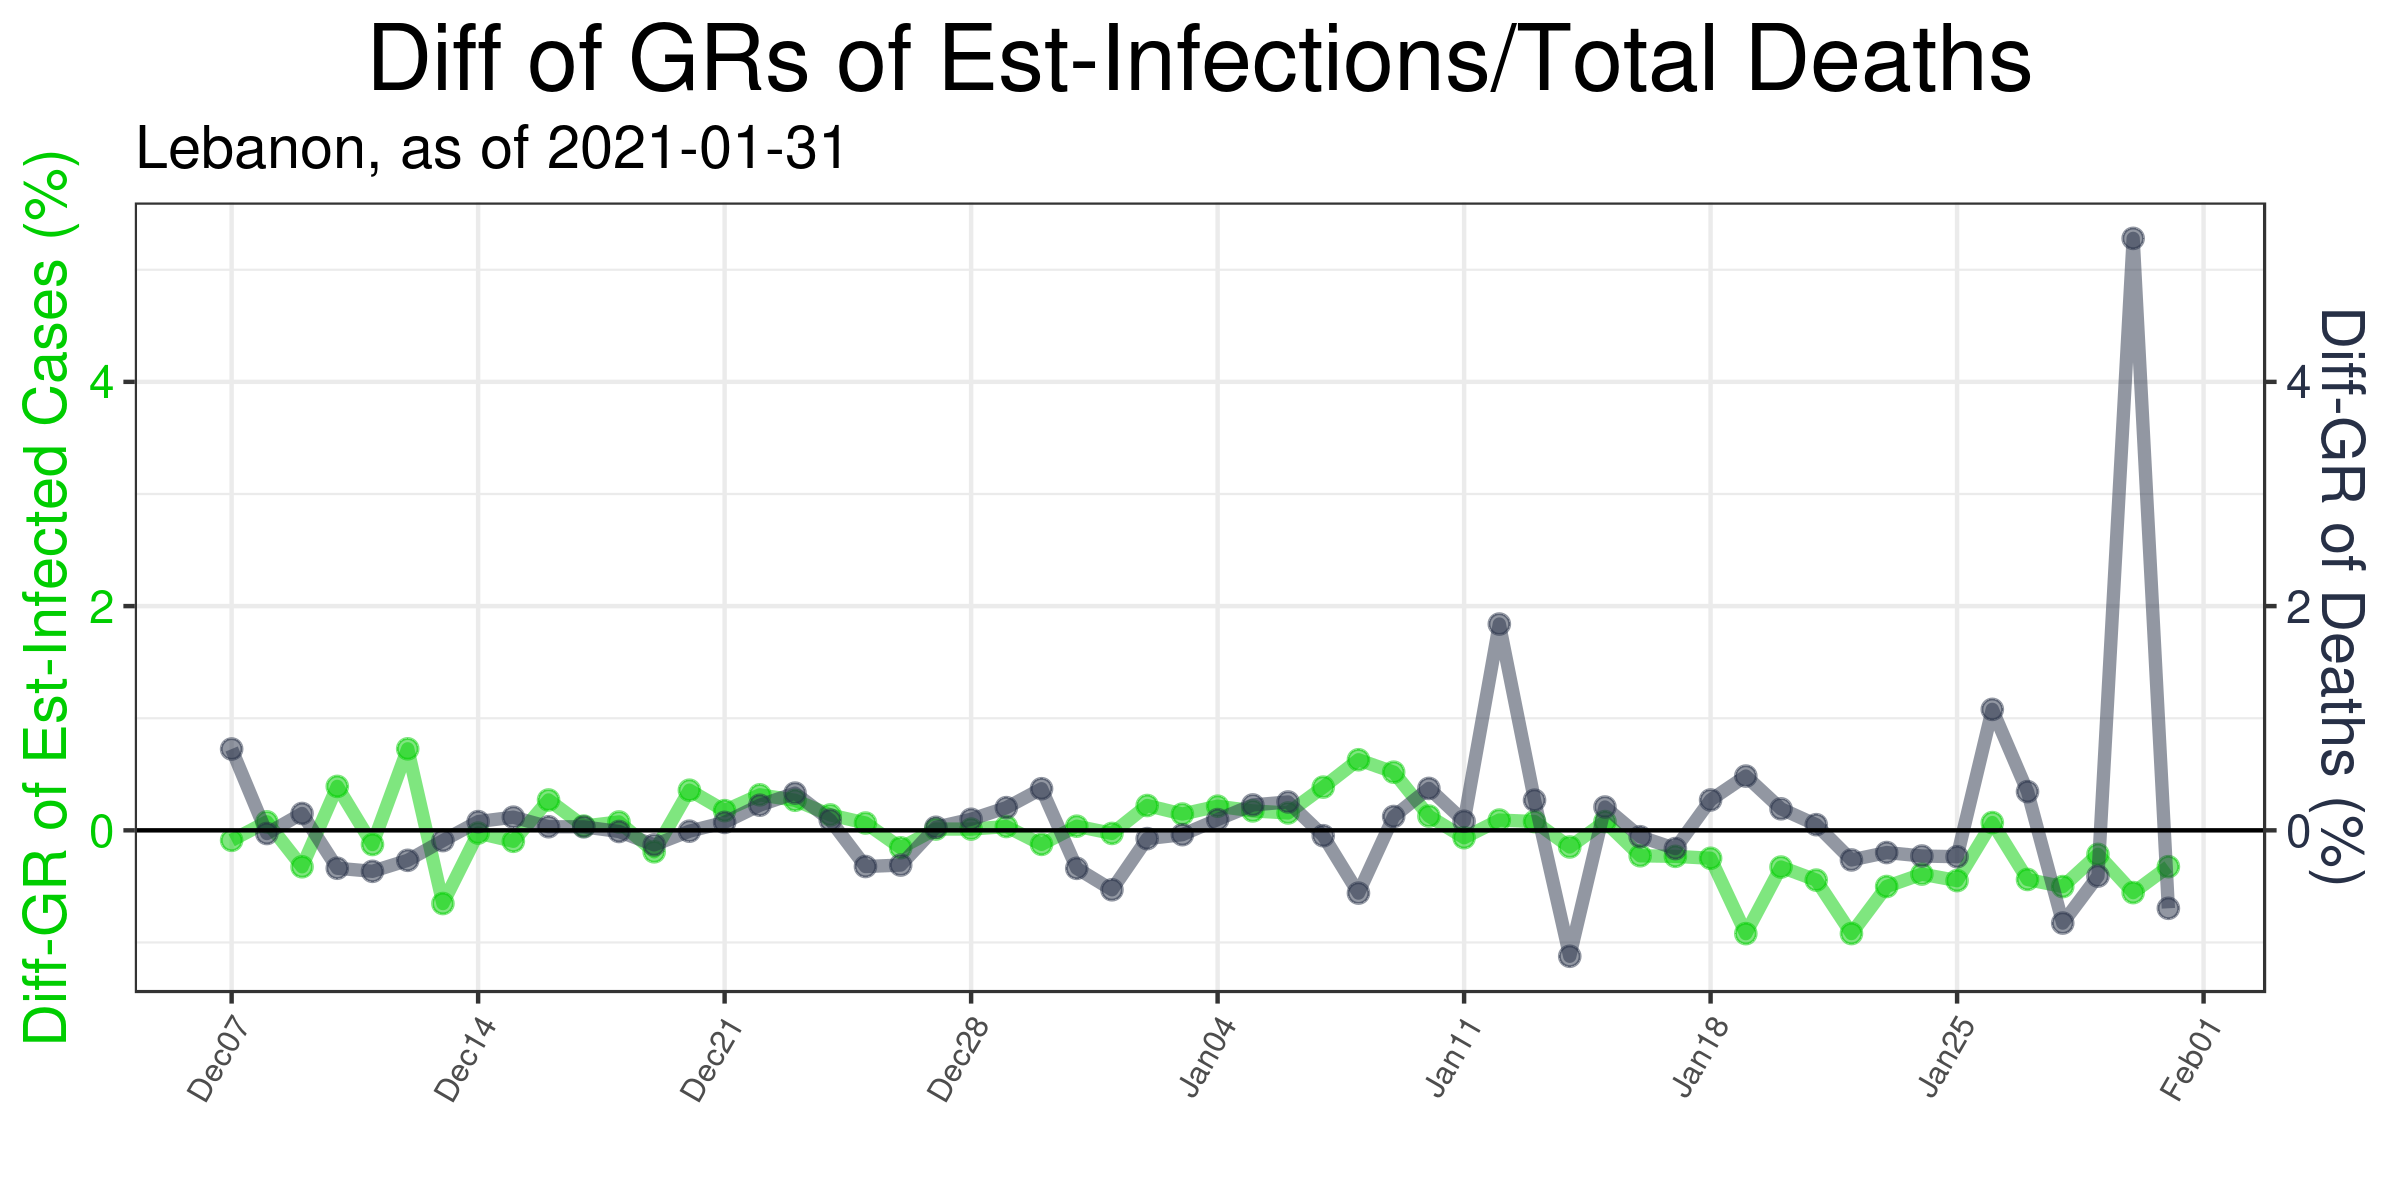 Diff of GRs of Est-Infections/Total Deaths
Lebanon, as of 2021-01-31
Diff-GR of Est-Infected Cases (%)
4
2
0
4
2
0
Diff-GR of Deaths (%)
Dec07
Dec14
Dec21
Dec28
Jan04
Jan11
Jan18
Jan25
Feb01